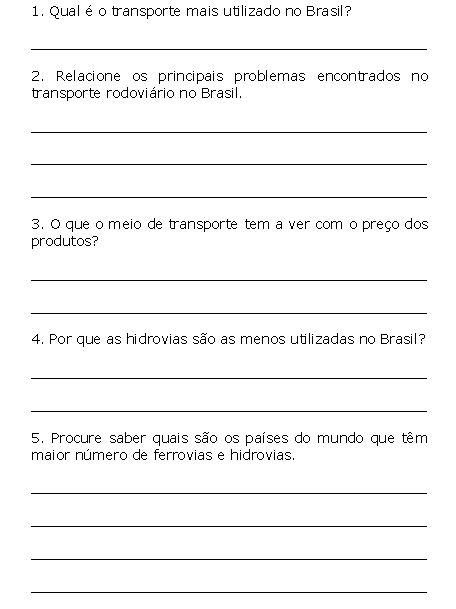 1. Qual é o transporte mais utilizado no Brasil?
2. Relacione os principais problemas encontrados no
transporte rodoviário no Brasil.
3. O que o meio de transporte tem a ver com o preço dos
produtos?
4. Por que as hidrovias são as menos utilizadas no Brasil?
5. Procure saber quais são os países do mundo que têm
maior número de ferrovias e hidrovias.